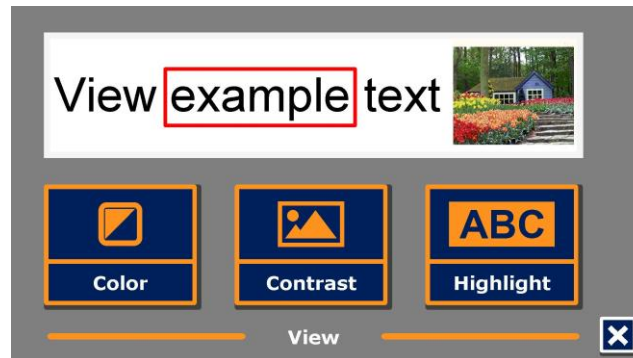 View example text
ABC
Color Contrast Highlight
View